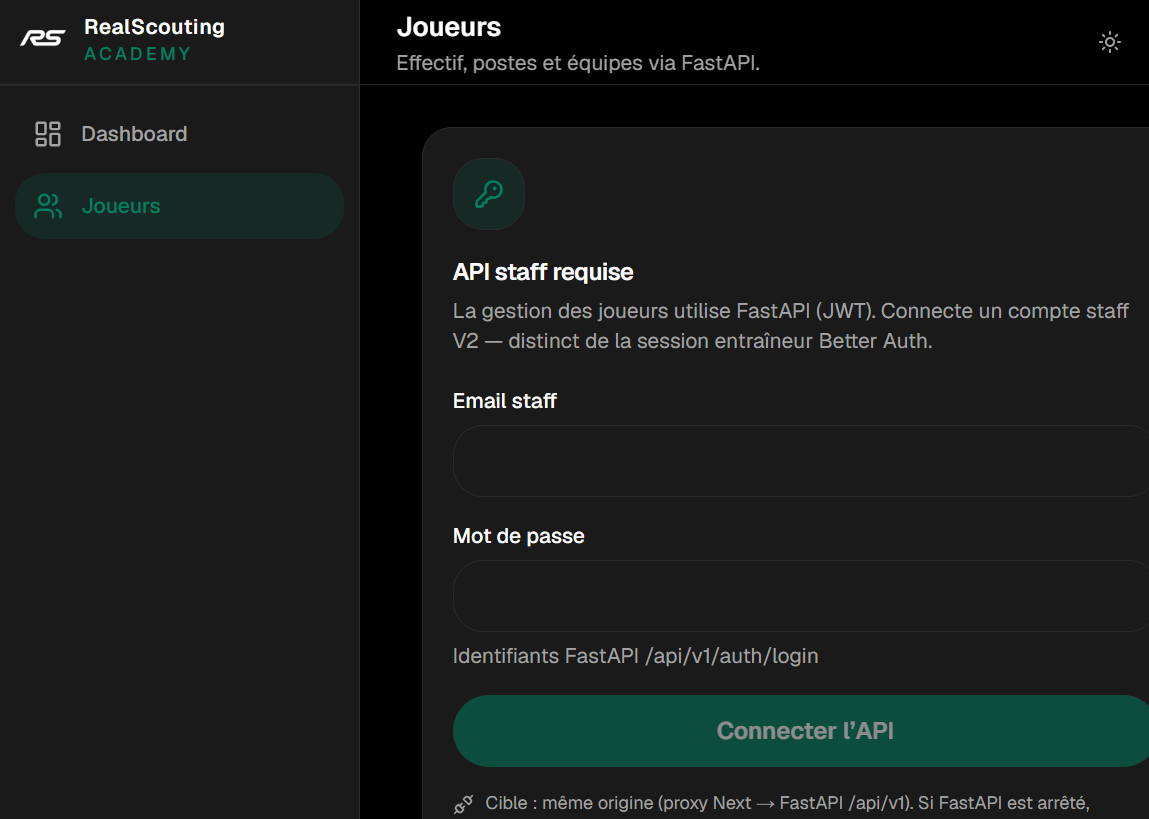 RS
RealScouting
ACADEMY
Dashboard
Joueurs
Joueurs
Effectif, postes et équipes via FastAPI.
API staff requise
La gestion des joueurs utilise FastAPI (JWT). Connecte un compte staff
V2 — distinct de la session entraîneur Better Auth.
Email staff
Mot de passe
Identifiants FastAPI /api/v1/auth/login
Connecter l’API
Cible : même origine (proxy Next → FastAPI /api/v1). Si FastAPI est arrêté,